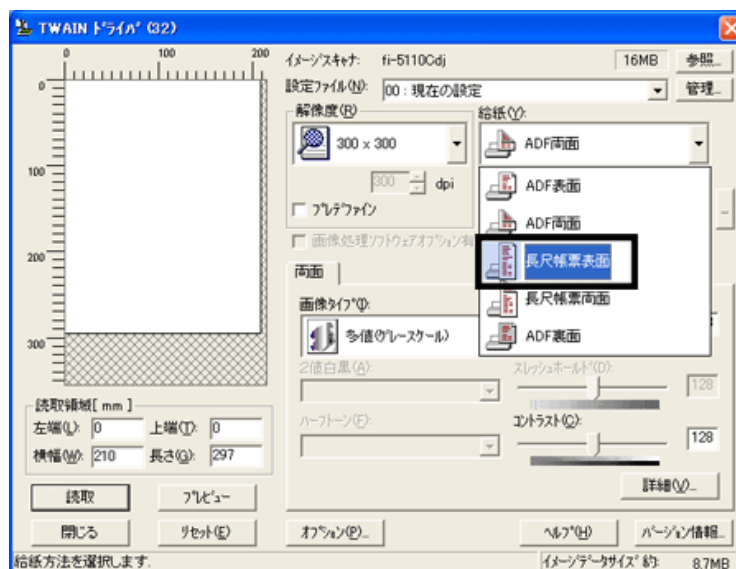 TWAIN ﾄﾞﾗｲﾊﾞ (32)
0 100 200
0
100
200
300
ｲﾒｰｼﾞｽｷｬﾅ: fi-5110Cdj 16MB 参照...
設定ﾌｧｲﾙ(N): 00 : 現在の設定 管理...
解像度(R)
300 x 300
300 dpi
ﾌﾟﾘﾃﾞﾌｧｲﾝ
給紙(Y):
ADF両面
ADF表面
ADF両面
長尺帳票表面
長尺帳票両面
ADF裏面
画像処理ｿﾌﾄｳｪｱｵﾌﾟｼｮﾝ有
両面
画像ﾀｲﾌﾟ(I):
多値(ｸﾞﾚｰｽｹｰﾙ)
2値白黒(A):
ﾊｰﾌﾄｰﾝ(F):
ｽﾚｯｼｭﾎｰﾙﾄﾞ(D):
128
ｺﾝﾄﾗｽﾄ(C):
128
詳細(V)...
読取領域[ mm ]
左端(L): 0 上端(T): 0
横幅(W): 210 長さ(G): 297
読取 ﾌﾟﾚﾋﾞｭｰ
閉じる ﾘｾｯﾄ(E) ｵﾌﾟｼｮﾝ(P)... ﾍﾙﾌﾟ(H) ﾊﾞｰｼﾞｮﾝ情報...
給紙方法を選択します. ｲﾒｰｼﾞﾃﾞｰﾀｻｲｽﾞ 約: 8.7MB